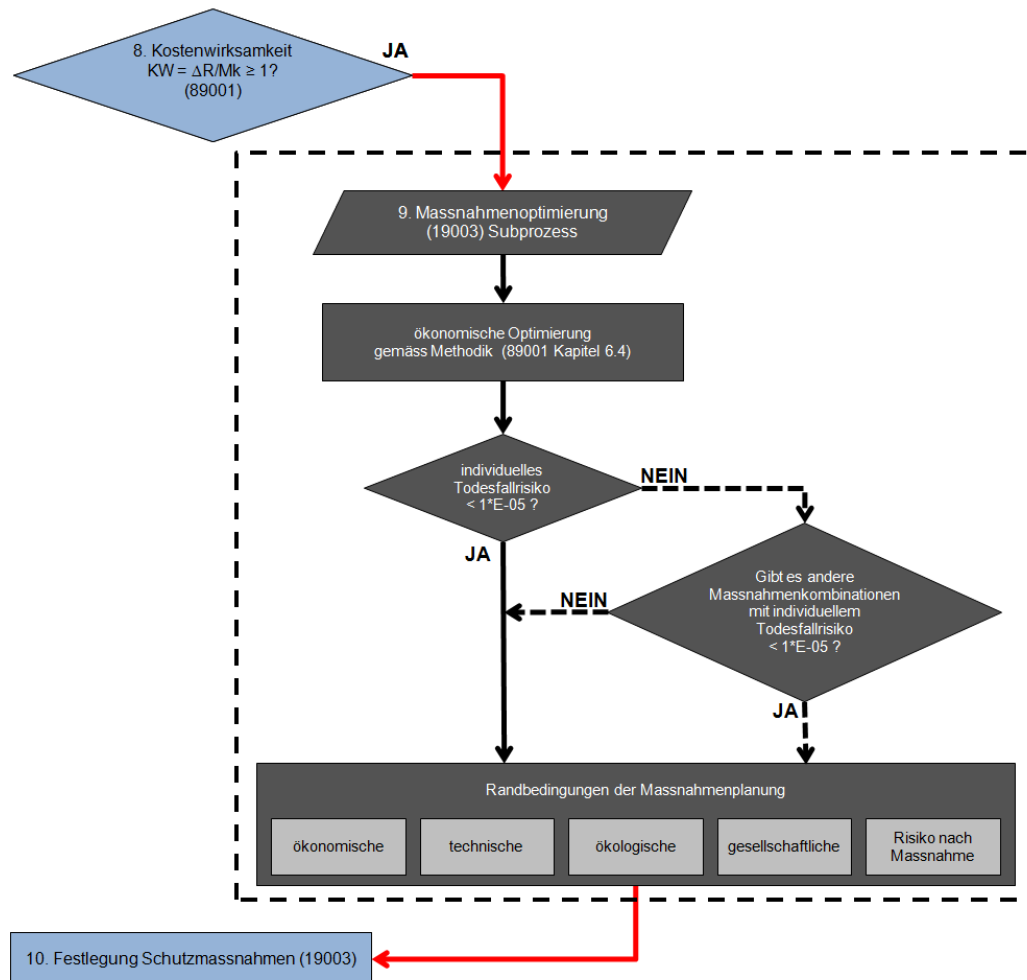 8. Kostenwirksamkeit
KW = ΔR/Mk ≥ 1?
(89001)
JA
9. Massnahmenoptimierung
(19003) Subprozess
ökonomische Optimierung
gemäss Methodik (89001 Kapitel 6.4)
individuelles
Todesfallrisiko
< 1*E-05 ?
NEIN
JA
Gibt es andere
Massnahmenkombinationen
mit individuellem
Todesfallrisiko
< 1*E-05 ?
NEIN
JA
Randbedingungen der Massnahmenplanung
ökonomische
technische
ökologische
gesellschaftliche
Risiko nach
Massnahme
10. Festlegung Schutzmassnahmen (19003)